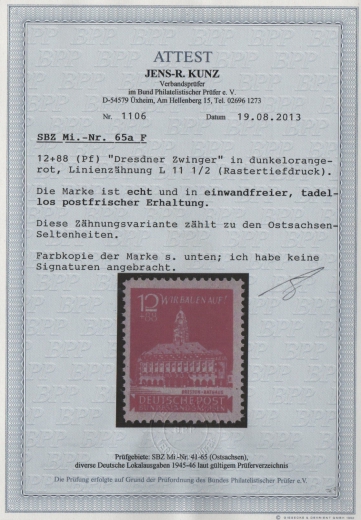 ATTEST
JENS-R. KUNZ
Verbandsprüfer
im Bund Philatelistischer Prüfer e. V.
D-54579 Üxheim, Am Hellenberg 15, Tel. 02696 1273
Nr. 1106 Datum 19.08.2013
SBZ Mi.-Nr. 65a F
12+88 (Pf) "Dresdner Zwinger" in dunkelorange-
rot, Linienzähnung L 11 1/2 (Rastertiefdruck).
Die Marke ist echt und in einwandfreier, tadel-
los postfrischer Erhaltung.
Diese Zähnungsvariante zählt zu den Ostsachsen-
Seltenheiten.
Farbkopie der Marke s. unten; ich habe keine
Signaturen angebracht.
12 WIR BAUEN AUF!
+88
DEUTSCHE POST
Prüfgebiete: SBZ Mi.-Nr. 41-65 (Ostsachsen),
diverse Deutsche Lokalausgaben 1945-46 laut gültigem Prüferverzeichnis
Die Prüfung erfolgte auf Grund der Prüfordnung des Bundes Philatelistischer Prüfer e. V.